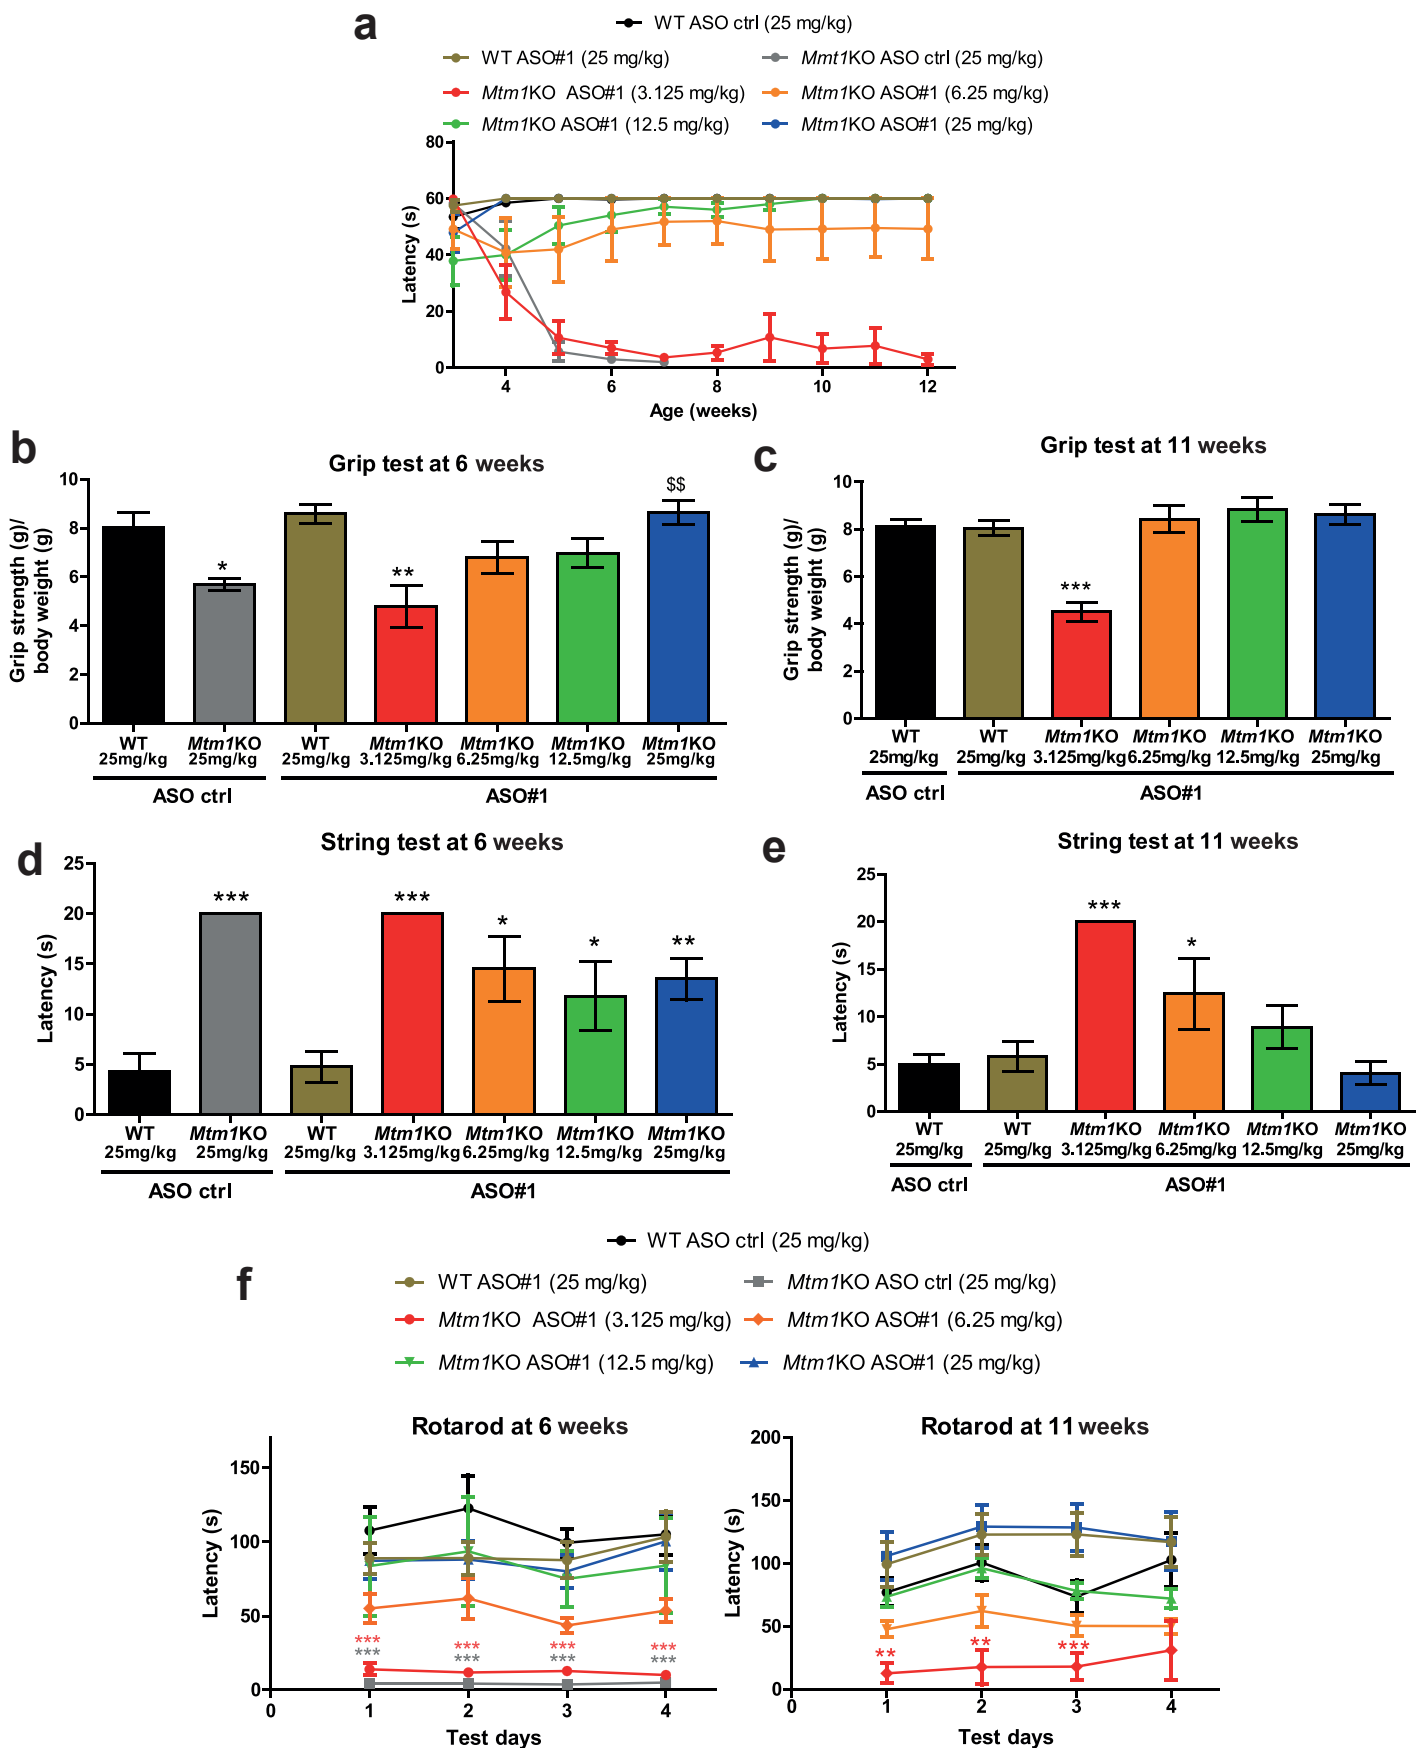 a
WT ASO ctrl (25 mg/kg)
WT ASO#1 (25 mg/kg)
Mmt1KO ASO ctrl (25 mg/kg)
Mtm1KO ASO#1 (3.125 mg/kg)
Mtm1KO ASO#1 (6.25 mg/kg)
Mtm1KO ASO#1 (12.5 mg/kg)
Mtm1KO ASO#1 (25 mg/kg)
Latency (s)
80
60
40
20
0
4 6 8 10 12
Age (weeks)
b
Grip test at 6 weeks
Grip strength (g)/
body weight (g)
10
8
6
4
2
0
*
**
$$
WT Mtm1KO WT Mtm1KO Mtm1KO Mtm1KO Mtm1KO
25mg/kg 25mg/kg 25mg/kg 3.125mg/kg 6.25mg/kg 12.5mg/kg 25mg/kg
ASO ctrl ASO#1
c
Grip test at 11 weeks
Grip strength (g)/
body weight (g)
10
8
6
4
2
0
***
WT WT Mtm1KO Mtm1KO Mtm1KO Mtm1KO
25mg/kg 25mg/kg 3.125mg/kg 6.25mg/kg 12.5mg/kg 25mg/kg
ASO ctrl ASO#1
d
String test at 6 weeks
Latency (s)
25
20
15
10
5
0
*** *** * * **
WT Mtm1KO WT Mtm1KO Mtm1KO Mtm1KO Mtm1KO
25mg/kg 25mg/kg 25mg/kg 3.125mg/kg 6.25mg/kg 12.5mg/kg 25mg/kg
ASO ctrl ASO#1
e
String test at 11 weeks
Latency (s)
25
20
15
10
5
0
***
*
WT WT Mtm1KO Mtm1KO Mtm1KO Mtm1KO
25mg/kg 25mg/kg 3.125mg/kg 6.25mg/kg 12.5mg/kg 25mg/kg
ASO ctrl ASO#1
f
WT ASO ctrl (25 mg/kg)
WT ASO#1 (25 mg/kg)
Mtm1KO ASO ctrl (25 mg/kg)
Mtm1KO ASO#1 (3.125 mg/kg)
Mtm1KO ASO#1 (6.25 mg/kg)
Mtm1KO ASO#1 (12.5 mg/kg)
Mtm1KO ASO#1 (25 mg/kg)
Rotarod at 6 weeks
Latency (s)
150
100
50
0
*** *** *** ***
*** *** *** ***
0 1 2 3 4
Test days
Rotarod at 11 weeks
Latency (s)
200
150
100
50
0
** ** ***
0 1 2 3 4
Test days